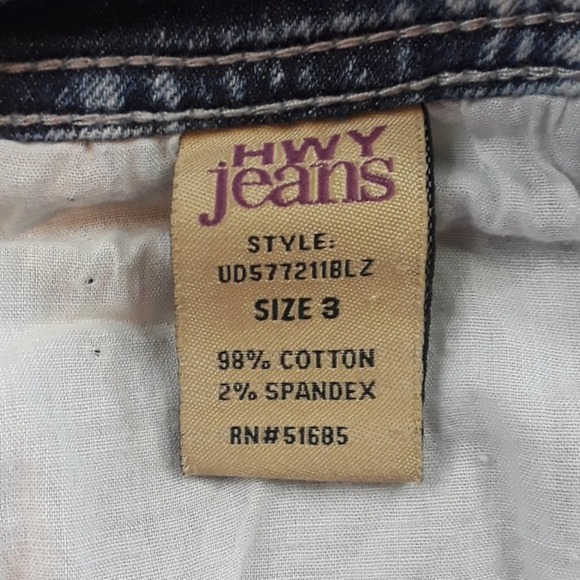 HWY
jeans
STYLE:
UD577211BLZ
SIZE 3
98% COTTON
2% SPANDEX
RN#51685